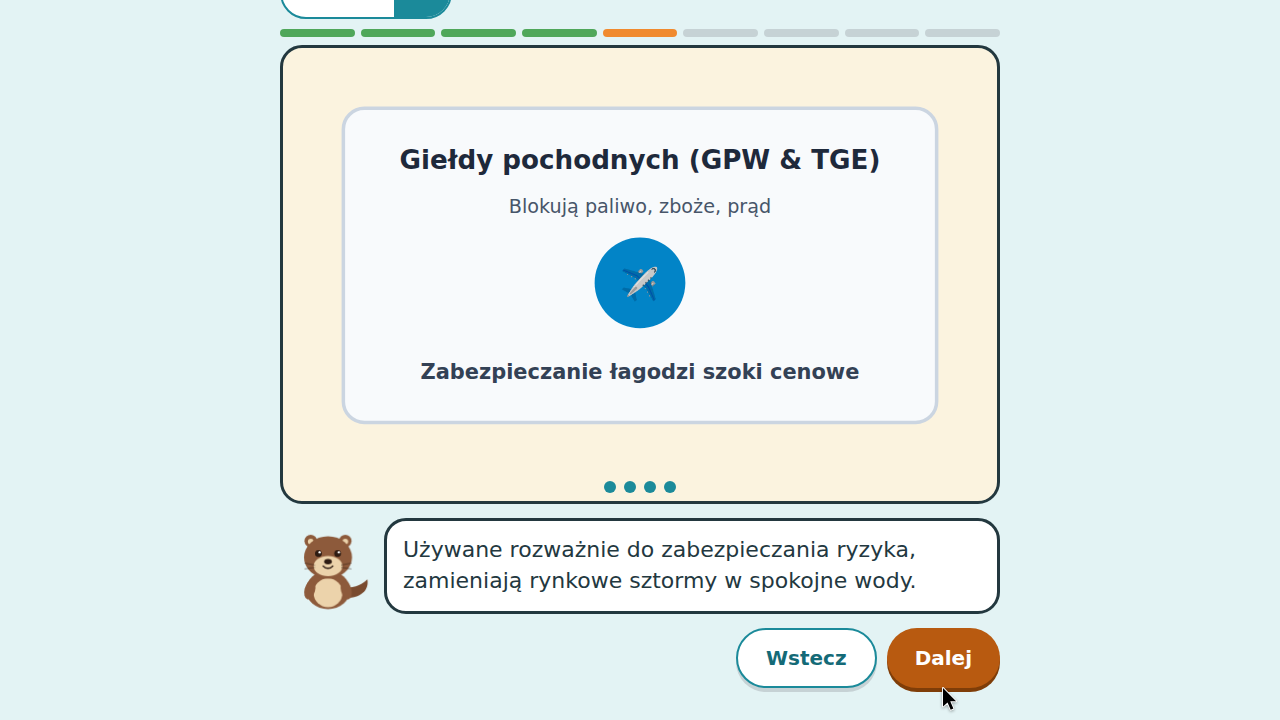 Giełdy pochodnych (GPW & TGE)
Blokują paliwo, zboże, prąd
Zabezpieczanie łagodzi szoki cenowe
Używane rozważnie do zabezpieczania ryzyka,
zamieniają rynkowe sztormy w spokojne wody.
Wstecz
Dalej